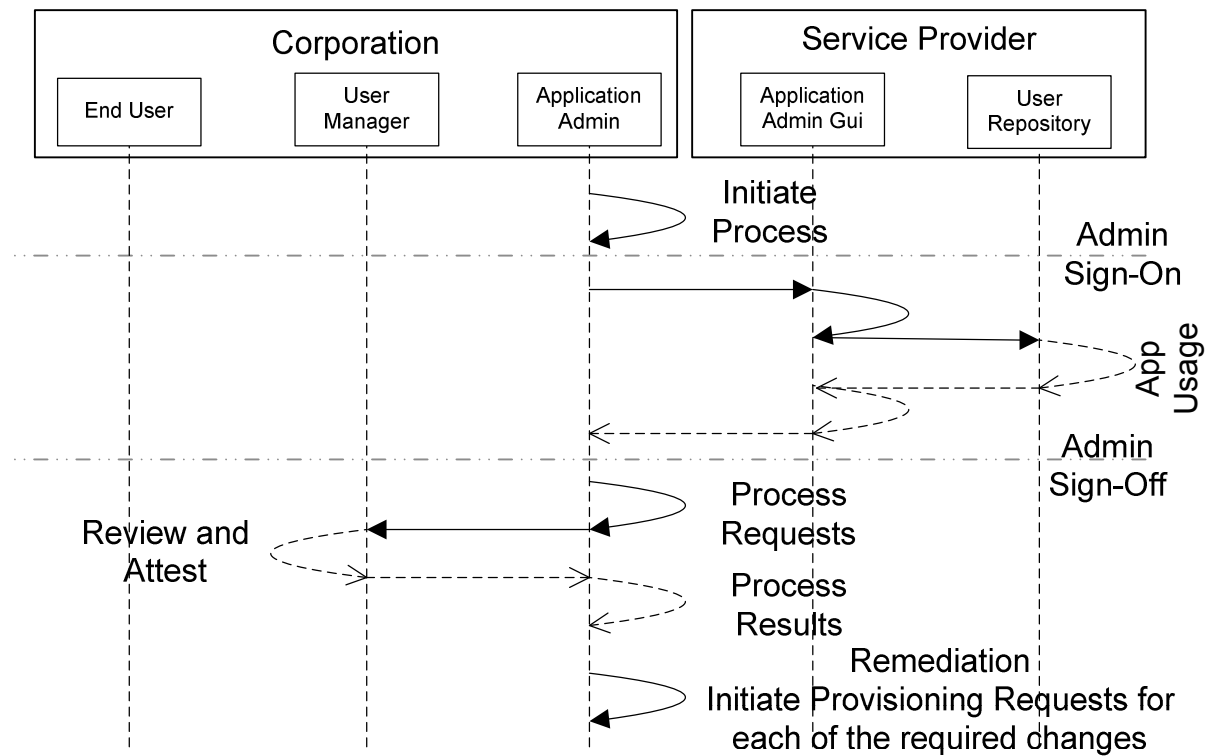 Corporation
Service Provider
End User
User
Manager
Application
Admin
Application
Admin Gui
User
Repository
Initiate
Process
Admin
Sign-On
App
Usage
Admin
Sign-Off
Process
Requests
Review and
Attest
Process
Results
Remediation
Initiate Provisioning Requests for
each of the required changes